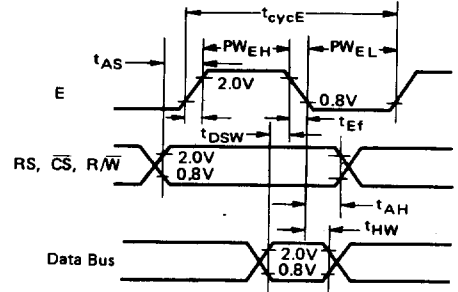 tcycE
PWEH
PWEL
tAS
E
2.0V
0.8V
tEf
tDSW
RS, C̅S̅, R/W̅
2.0V
0.8V
tAH
tHW
Data Bus
2.0V
0.8V